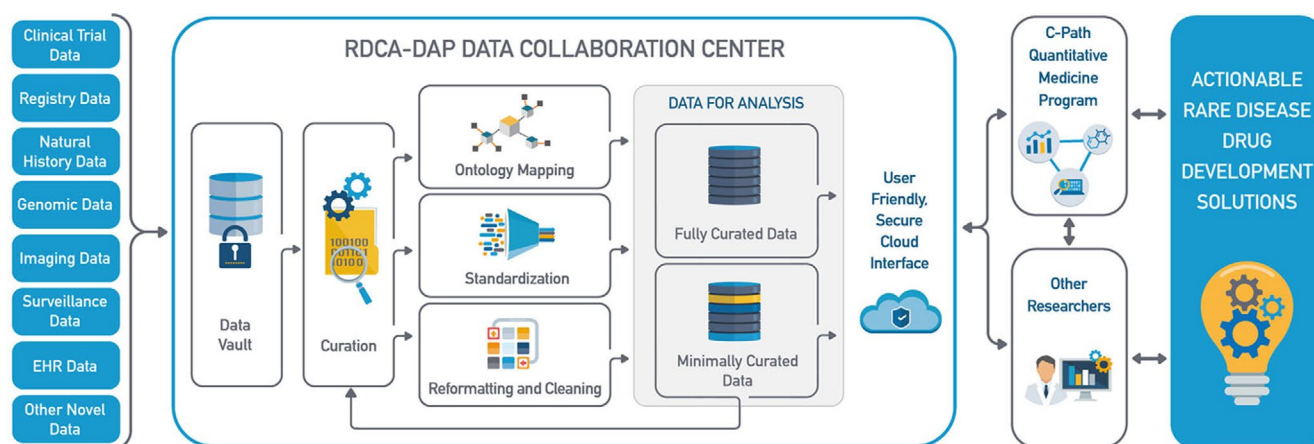 Clinical Trial
Data
Registry Data
Natural
History Data
Genomic Data
Imaging Data
Surveillance
Data
EHR Data
Other Novel
Data
RDCA-DAP DATA COLLABORATION CENTER
Data
Vault
100100
001101
10100
Curation
Ontology Mapping
Standardization
Reformatting and Cleaning
DATA FOR ANALYSIS
Fully Curated Data
Minimally Curated
Data
User
Friendly,
Secure
Cloud
Interface
C-Path
Quantitative
Medicine
Program
Other
Researchers
ACTIONABLE
RARE DISEASE
DRUG
DEVELOPMENT
SOLUTIONS